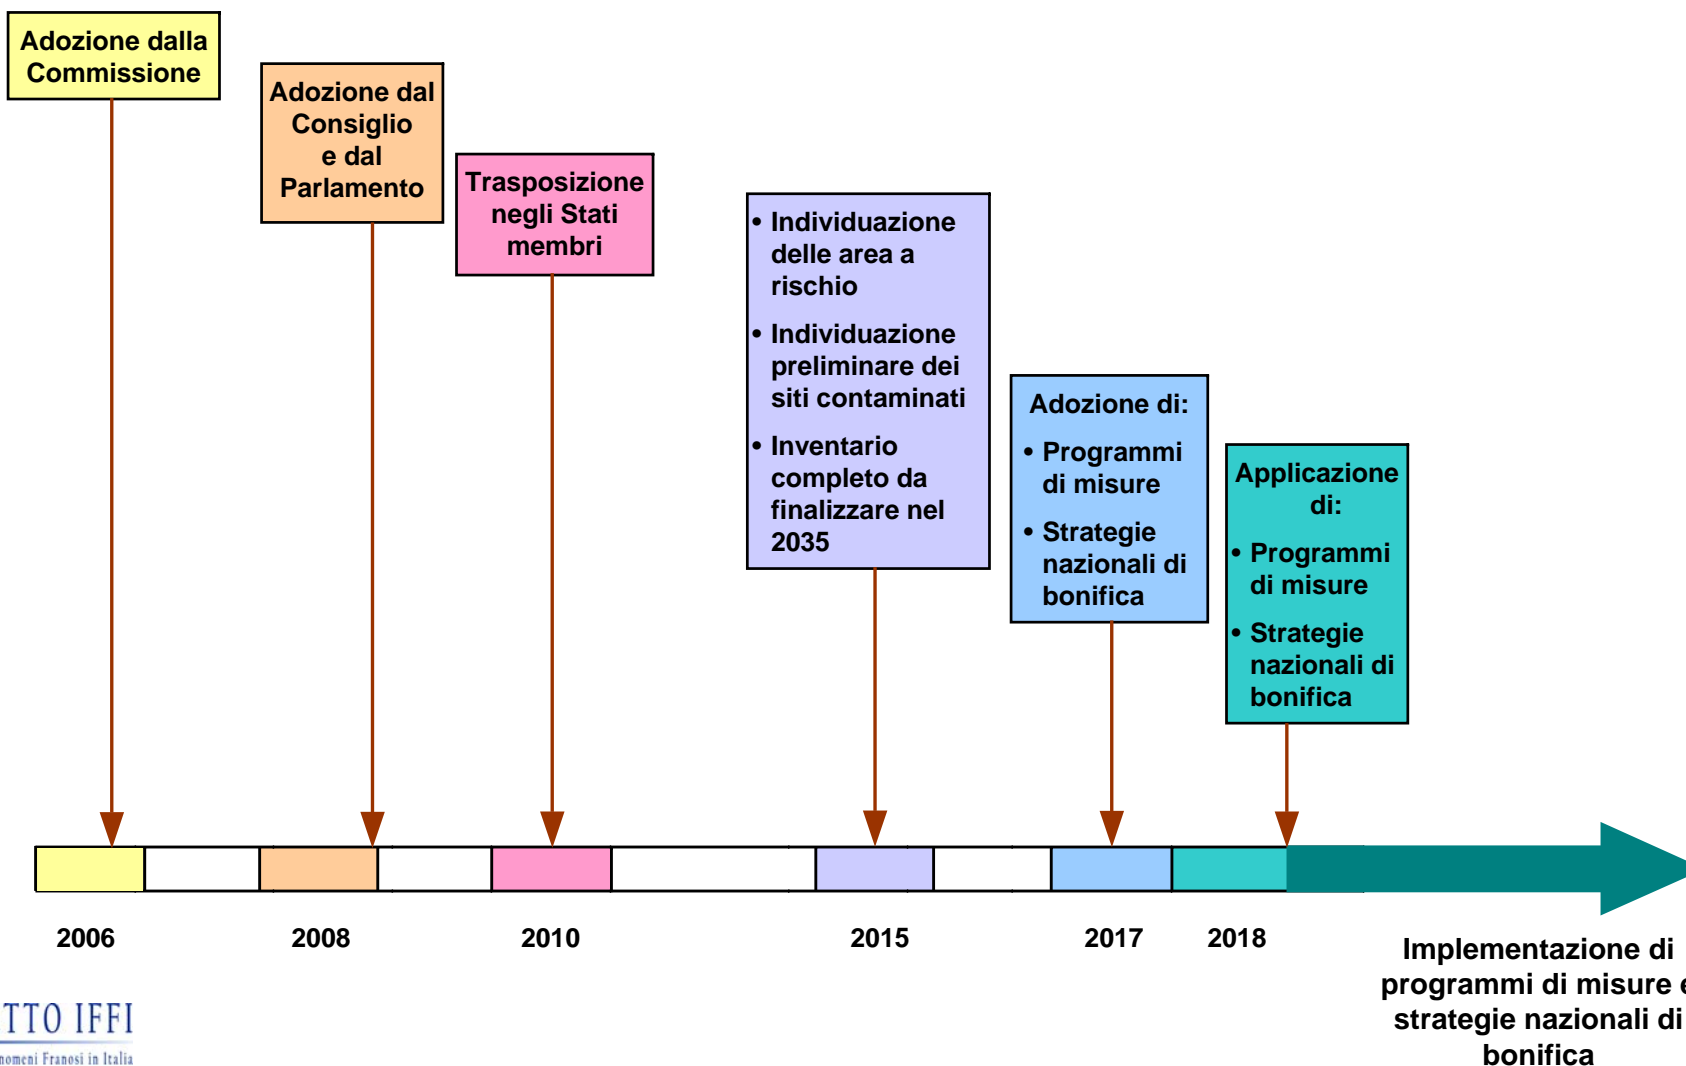 Adozione dalla
Commissione
Adozione dal
Consiglio
e dal
Parlamento
Trasposizione
negli Stati
membri
• Individuazione
delle area a
rischio
• Individuazione
preliminare dei
siti contaminati
• Inventario
completo da
finalizzare nel
2035
Adozione di:
• Programmi
di misure
• Strategie
nazionali di
bonifica
Applicazione
di:
• Programmi
di misure
• Strategie
nazionali di
bonifica
2006
2008
2010
2015
2017
2018
Implementazione di
programmi di misure e
strategie nazionali di
bonifica
TTO IFFI
nomeni Franosi in Italia